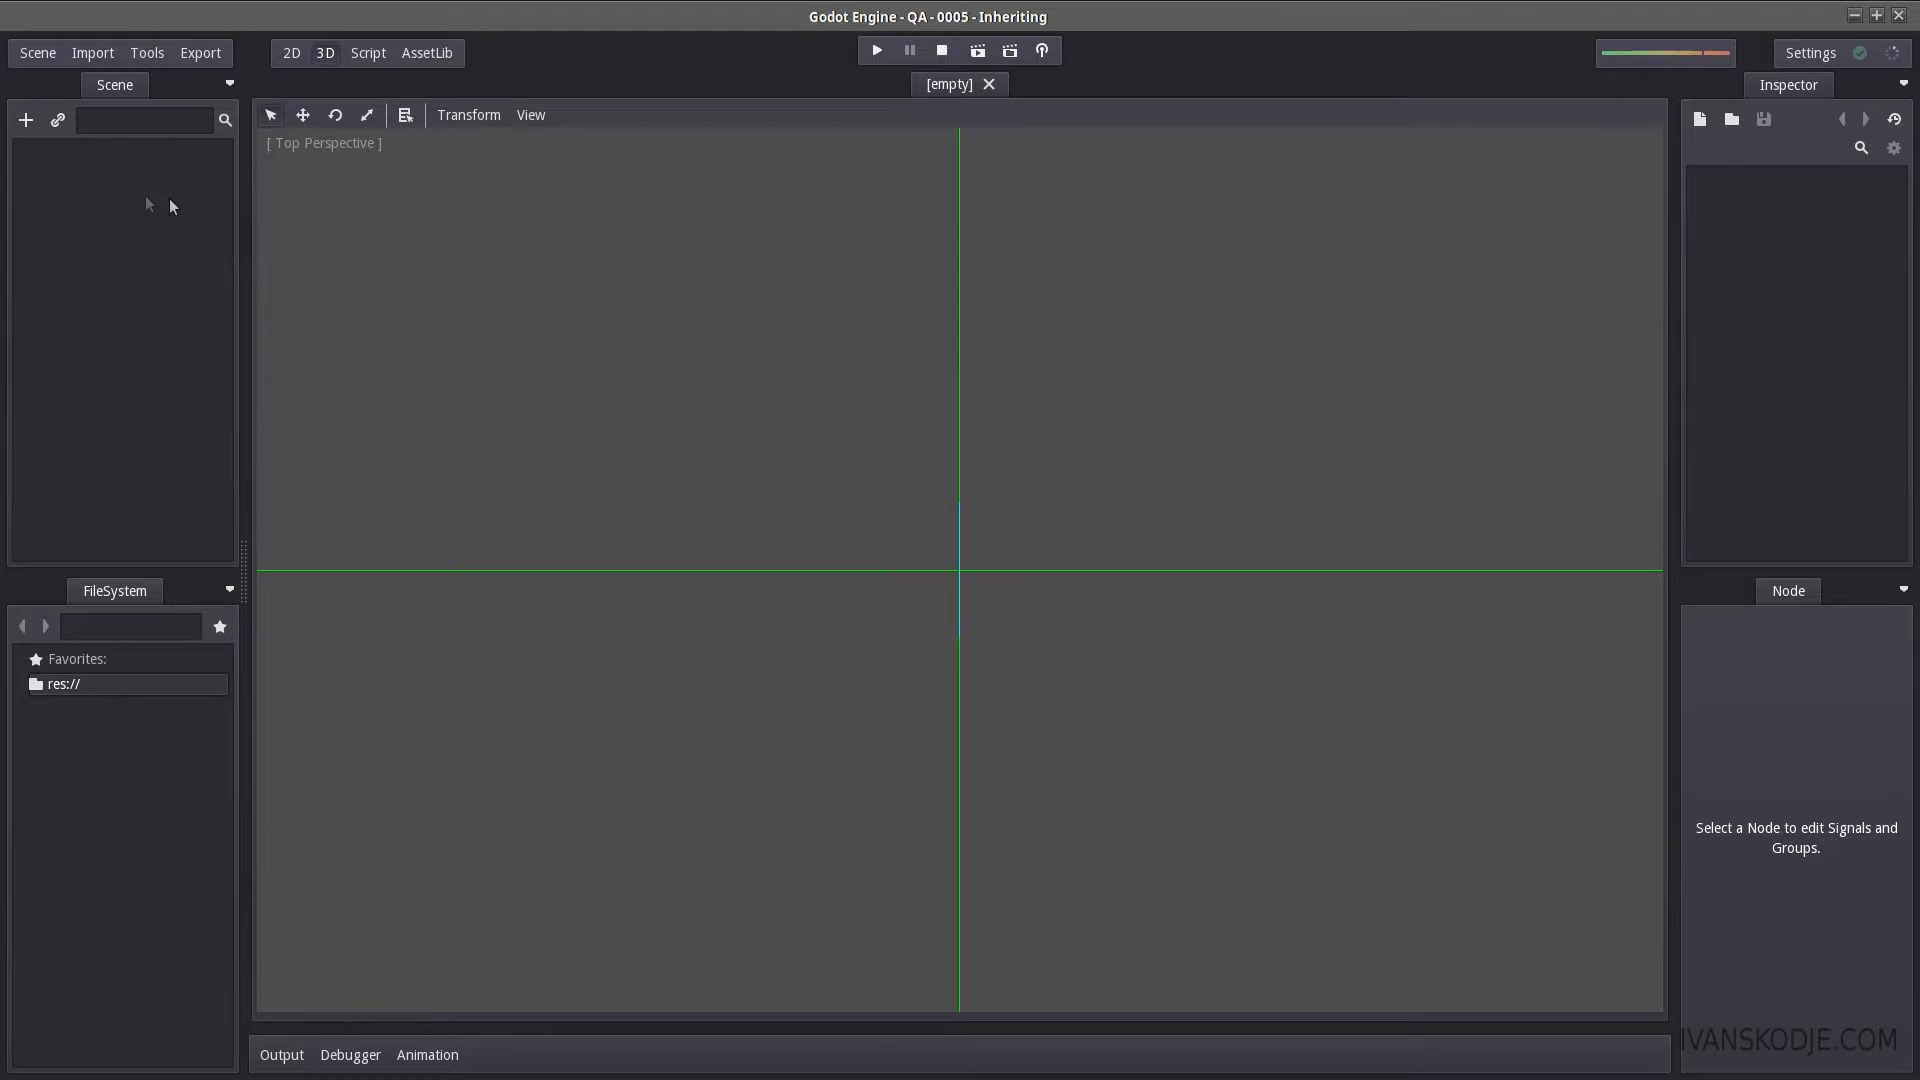 Godot Engine - QA - 0005 - Inheriting
Scene Import Tools Export
2D 3D Script AssetLib
Settings
Scene
[empty]
Inspector
Transform View
[ Top Perspective ]
FileSystem
Node
Favorites:
res://
Select a Node to edit Signals and
Groups.
Output Debugger Animation
IVANSKODJE.COM